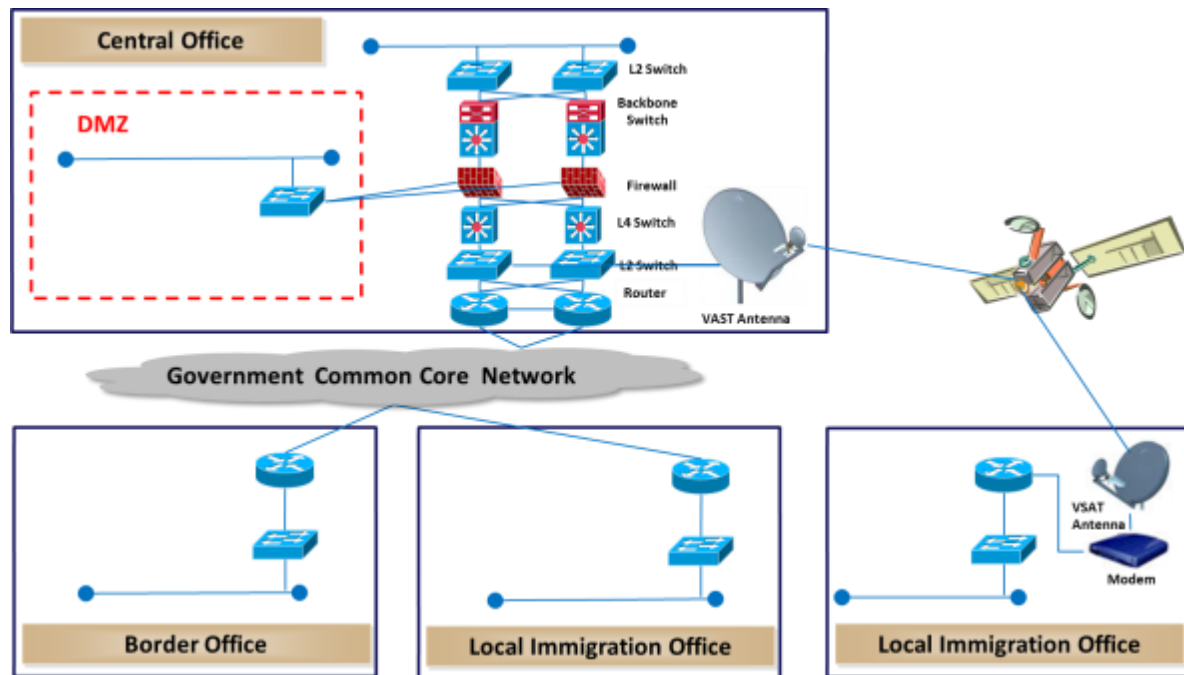 Central Office
L2 Switch
Backbone
Switch
DMZ
Firewall
L4 Switch
L2 Switch
Router
VAST Antenna
Government Common Core Network
VSAT
Antenna
Modem
Border Office
Local Immigration Office
Local Immigration Office